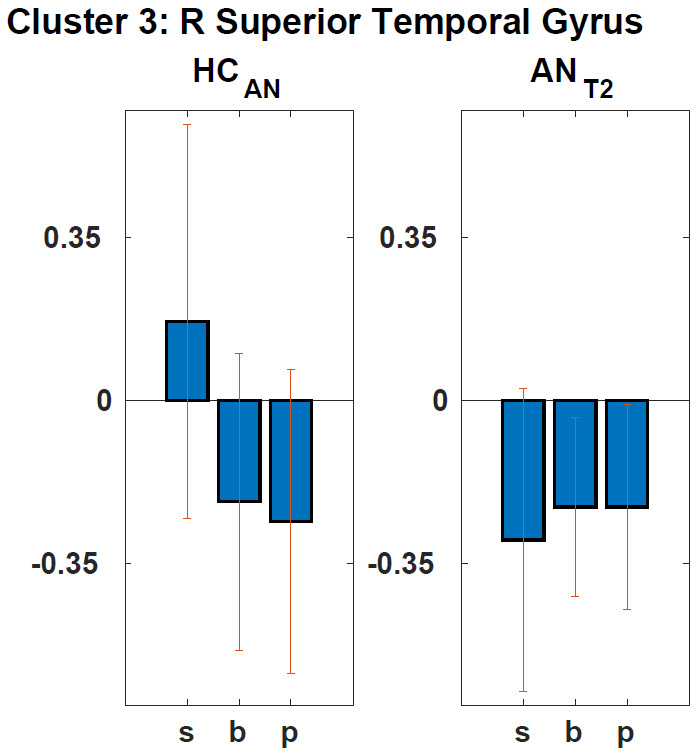 Cluster 3: R Superior Temporal Gyrus
HC AN
AN T2
0.35
0
-0.35
s b p
0.35
0
-0.35
s b p